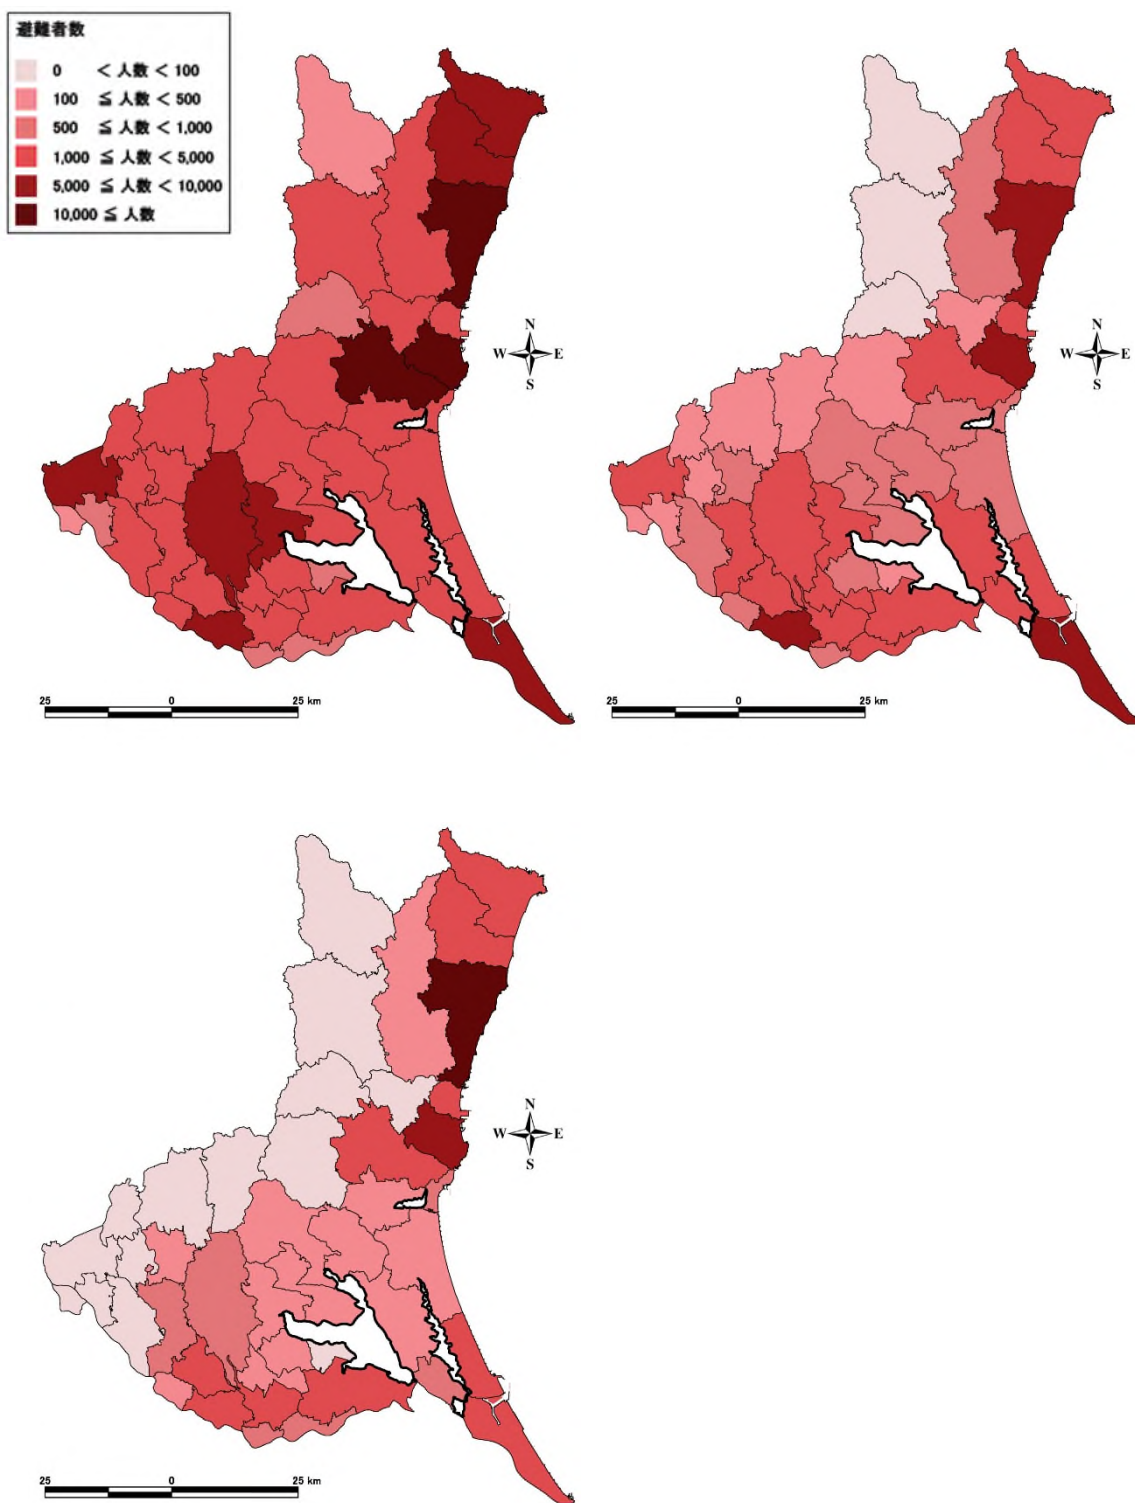 避難者数
0 < 人数 < 100
100 ≦ 人数 < 500
500 ≦ 人数 < 1,000
1,000 ≦ 人数 < 5,000
5,000 ≦ 人数 < 10,000
10,000 ≦ 人数
N
W E
S
N
W E
S
25 0 25 km
25 0 25 km
N
W E
S
25 0 25 km